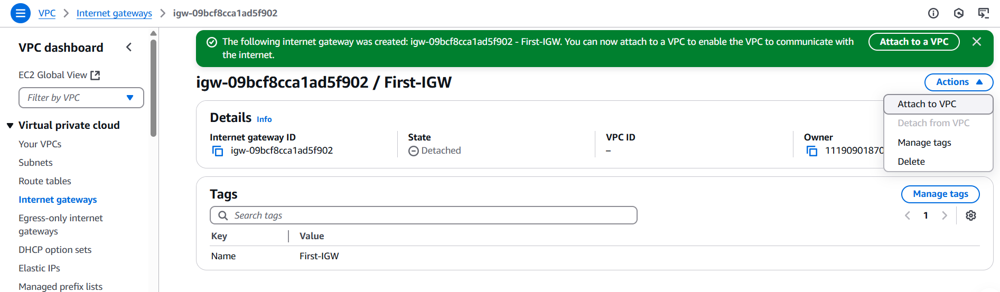 VPC
Internet gateways
igw-09bcf8cca1ad5f902
VPC dashboard
EC2 Global View
Filter by VPC
Virtual private cloud
Your VPCs
Subnets
Route tables
Internet gateways
Egress-only internet
gateways
DHCP option sets
Elastic IPs
Managed prefix lists
The following internet gateway was created: igw-09bcf8cca1ad5f902 - First-IGW. You can now attach to a VPC to enable the VPC to communicate with
the internet.
Attach to a VPC
igw-09bcf8cca1ad5f902 / First-IGW
Actions
Attach to VPC
Detach from VPC
Manage tags
Delete
Details Info
Internet gateway ID
igw-09bcf8cca1ad5f902
State
Detached
VPC ID
–
Owner
11190901870
Tags
Manage tags
Search tags
1
Key Value
Name First-IGW